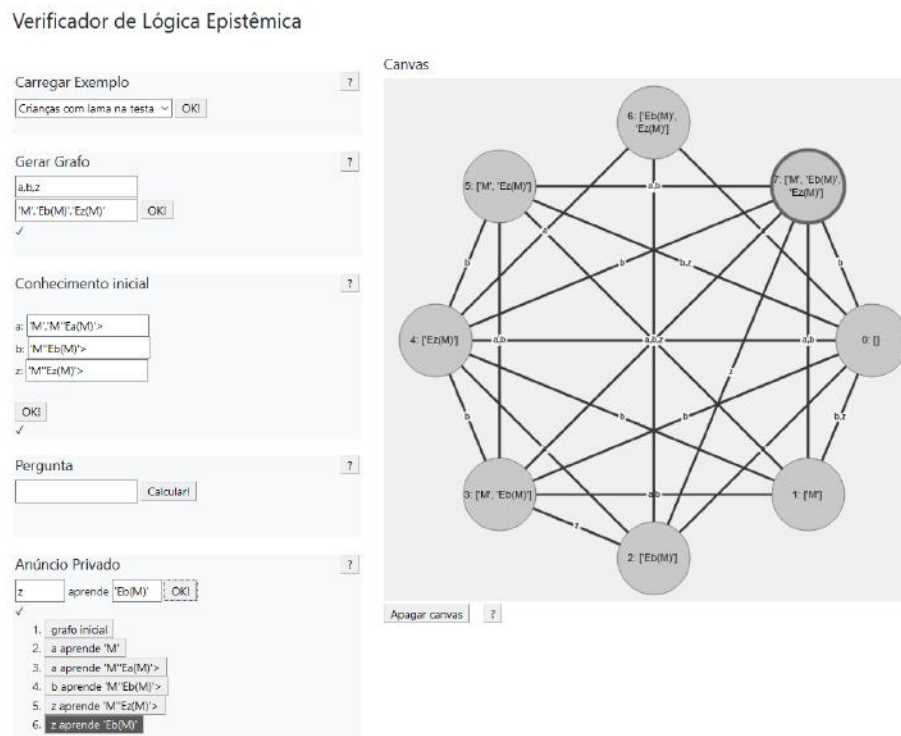 Verificador de Lógica Epistêmica
Carregar Exemplo
?
Crianças com lama na testa
OK!
Gerar Grafo
?
a,b,z
'M','Eb(M)','Ez(M)'
OK!
✓
Conhecimento inicial
?
a: 'M','M''Ea(M)'>
b: 'M''Eb(M)'>
z: 'M''Ez(M)'>
OK!
✓
Pergunta
?
Calcular!
Anúncio Privado
?
z aprende 'Eb(M)' OK!
✓
1. grafo inicial
2. a aprende 'M'
3. a aprende 'M''Ea(M)'>
4. b aprende 'M''Eb(M)'>
5. z aprende 'M''Ez(M)'>
6. z aprende 'Eb(M)'
Canvas
6: ['Eb(M)',
'Ez(M)']
5: ['M', 'Ez(M)']
a,b
7: ['M', 'Eb(M)',
'Ez(M)']
a
b
b
b,z
b
4: ['Ez(M)']
a,b
a,b,z
a,b
0: []
z
b
b
b
b,z
3: ['M', 'Eb(M)']
a,b
1: ['M']
z
2: ['Eb(M)']
Apagar canvas
?